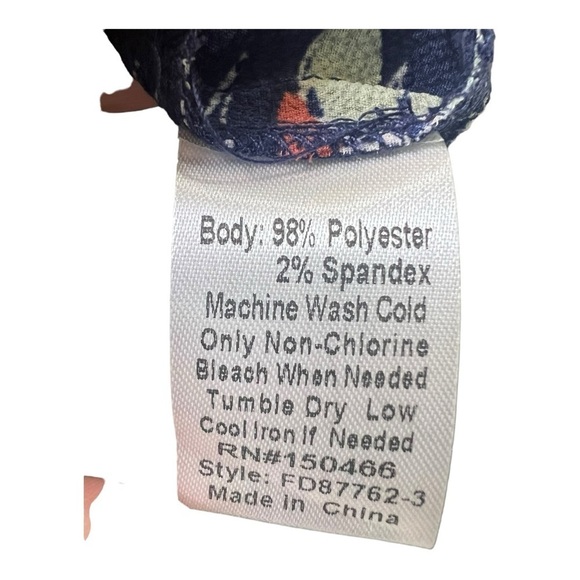 Body: 98% Polyester
2% Spandex
Machine Wash Cold
Only Non-Chlorine
Bleach When Needed
Tumble Dry Low
Cool Iron If Needed
RN#150466
Style: FD87762-3
Made in China